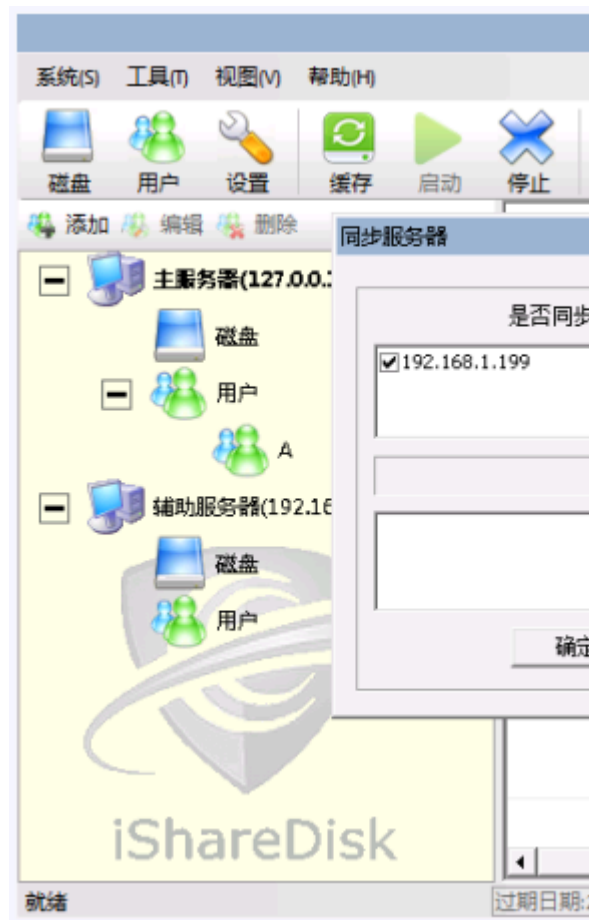 系统(S) 工具(T) 视图(V) 帮助(H)
磁盘 用户 设置 缓存 启动 停止
添加 编辑 删除
同步服务器
主服务器(127.0.0.
是否同步
磁盘
192.168.1.199
用户
A
辅助服务器(192.16
磁盘
用户
确定
iShareDisk
就绪
过期日期: